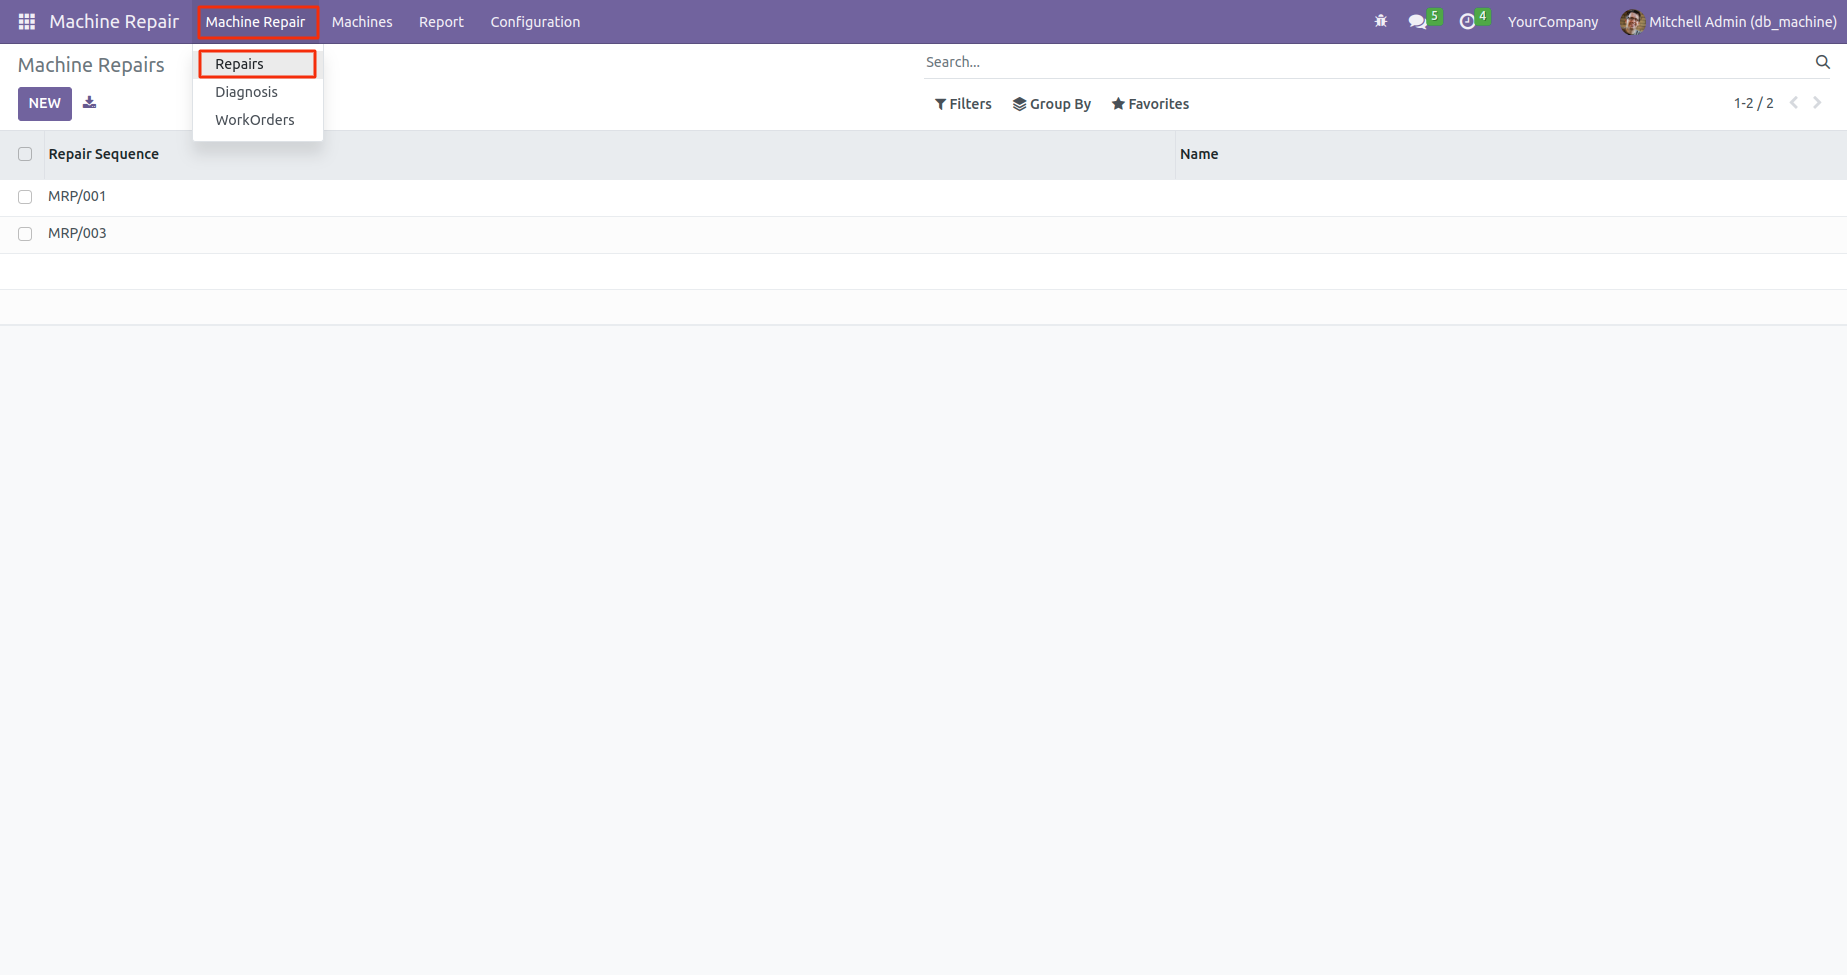 Machine Repair Machine Repair Machines Report Configuration 5 4 YourCompany Mitchell Admin (db_machine)
Machine Repairs Repairs Search...
Diagnosis
NEW Filters Group By Favorites 1-2 / 2
WorkOrders
Repair Sequence Name
MRP/001
MRP/003